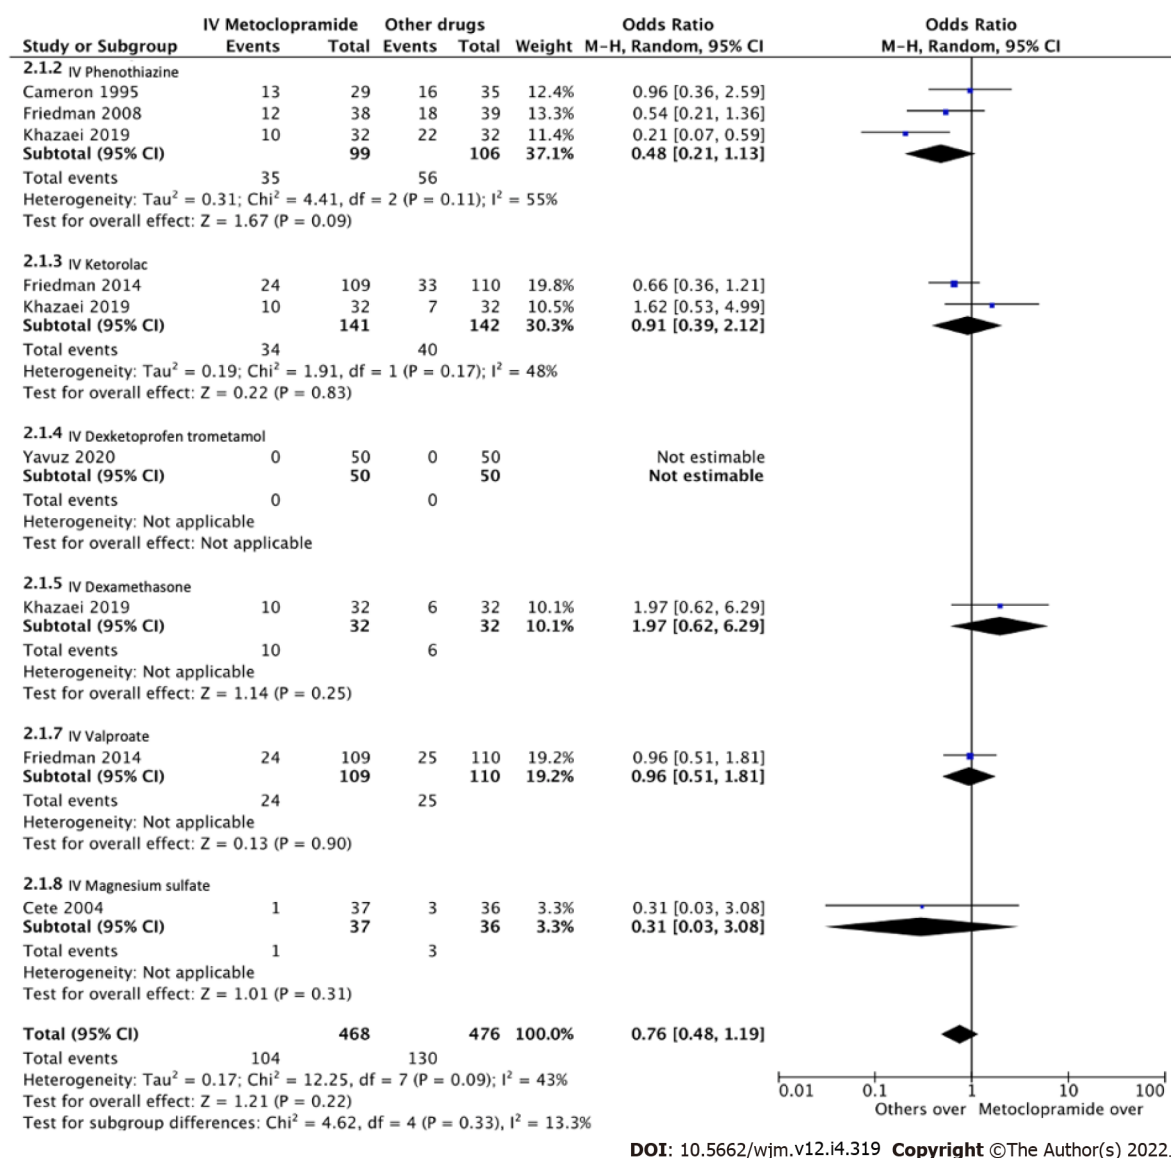 IV Metoclopramide Other drugs Odds Ratio Odds Ratio
Study or Subgroup Events Total Events Total Weight M-H, Random, 95% CI M-H, Random, 95% CI
2.1.2 IV Phenothiazine
Cameron 1995 13 29 16 35 12.4% 0.96 [0.36, 2.59]
Friedman 2008 12 38 18 39 13.3% 0.54 [0.21, 1.36]
Khazaei 2019 10 32 22 32 11.4% 0.21 [0.07, 0.59]
Subtotal (95% CI) 99 106 37.1% 0.48 [0.21, 1.13]
Total events 35 56
Heterogeneity: Tau² = 0.31; Chi² = 4.41, df = 2 (P = 0.11); I² = 55%
Test for overall effect: Z = 1.67 (P = 0.09)
2.1.3 IV Ketorolac
Friedman 2014 24 109 33 110 19.8% 0.66 [0.36, 1.21]
Khazaei 2019 10 32 7 32 10.5% 1.62 [0.53, 4.99]
Subtotal (95% CI) 141 142 30.3% 0.91 [0.39, 2.12]
Total events 34 40
Heterogeneity: Tau² = 0.19; Chi² = 1.91, df = 1 (P = 0.17); I² = 48%
Test for overall effect: Z = 0.22 (P = 0.83)
2.1.4 IV Dexketoprofen trometamol
Yavuz 2020 0 50 0 50 Not estimable
Subtotal (95% CI) 50 50 Not estimable
Total events 0 0
Heterogeneity: Not applicable
Test for overall effect: Not applicable
2.1.5 IV Dexamethasone
Khazaei 2019 10 32 6 32 10.1% 1.97 [0.62, 6.29]
Subtotal (95% CI) 32 32 10.1% 1.97 [0.62, 6.29]
Total events 10 6
Heterogeneity: Not applicable
Test for overall effect: Z = 1.14 (P = 0.25)
2.1.7 IV Valproate
Friedman 2014 24 109 25 110 19.2% 0.96 [0.51, 1.81]
Subtotal (95% CI) 109 110 19.2% 0.96 [0.51, 1.81]
Total events 24 25
Heterogeneity: Not applicable
Test for overall effect: Z = 0.13 (P = 0.90)
2.1.8 IV Magnesium sulfate
Cete 2004 1 37 3 36 3.3% 0.31 [0.03, 3.08]
Subtotal (95% CI) 37 36 3.3% 0.31 [0.03, 3.08]
Total events 1 3
Heterogeneity: Not applicable
Test for overall effect: Z = 1.01 (P = 0.31)
Total (95% CI) 468 476 100.0% 0.76 [0.48, 1.19]
Total events 104 130
Heterogeneity: Tau² = 0.17; Chi² = 12.25, df = 7 (P = 0.09); I² = 43%
Test for overall effect: Z = 1.21 (P = 0.22)
Test for subgroup differences: Chi² = 4.62, df = 4 (P = 0.33), I² = 13.3%
0.01 0.1 1 10 100
Others over Metoclopramide over
DOI: 10.5662/wjm.v12.i4.319 Copyright ©The Author(s) 2022.